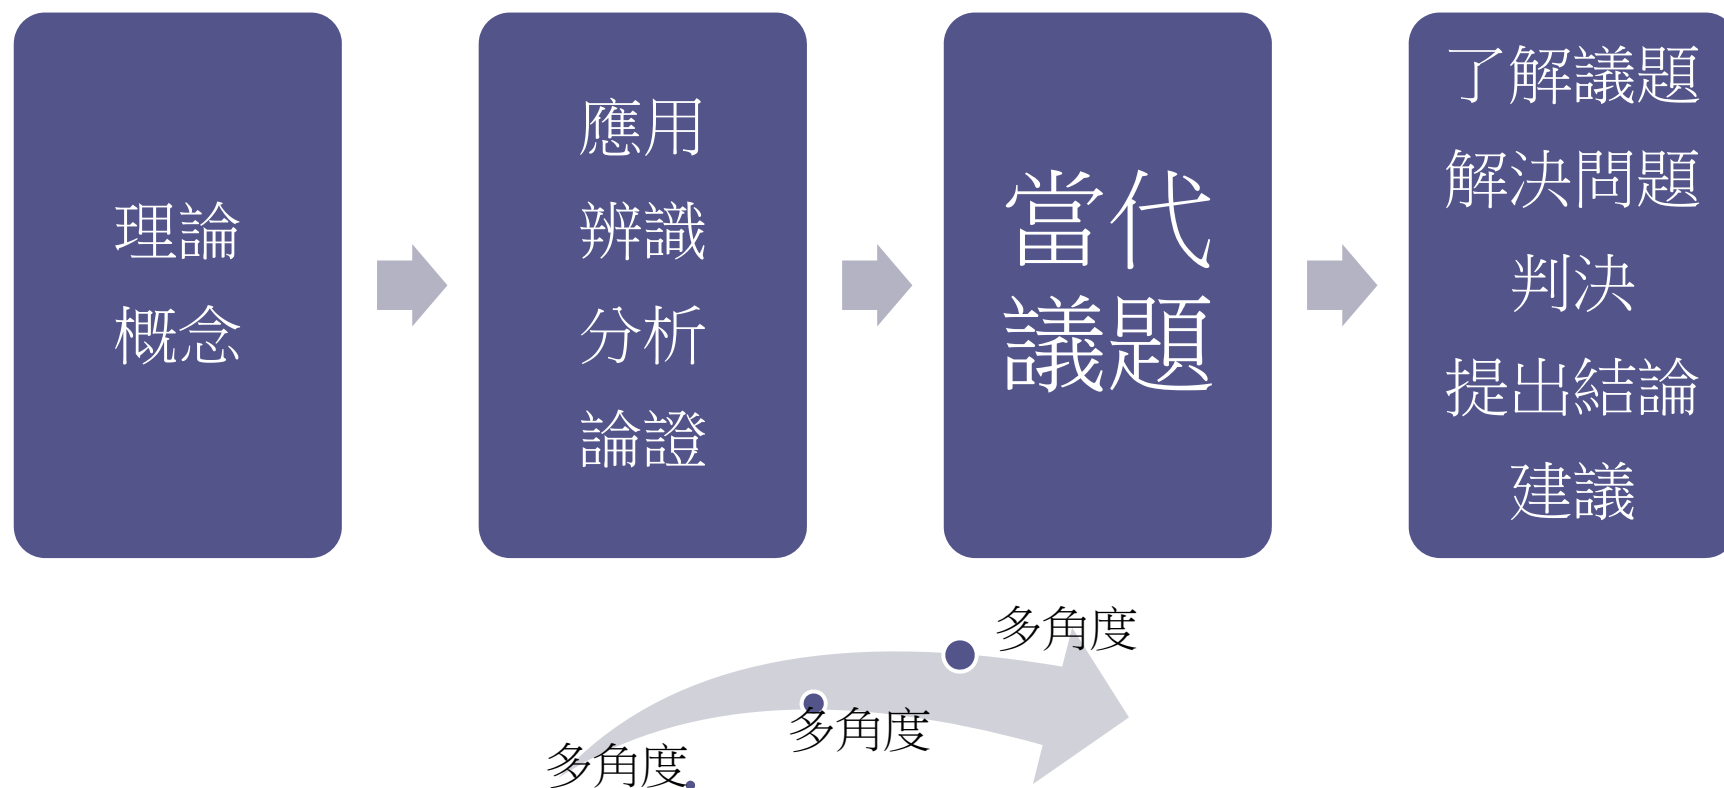 理論
概念
應用
辨識
分析
論證
當代
議題
了解議題
解決問題
判決
提出結論
建議
多角度
多角度
多角度